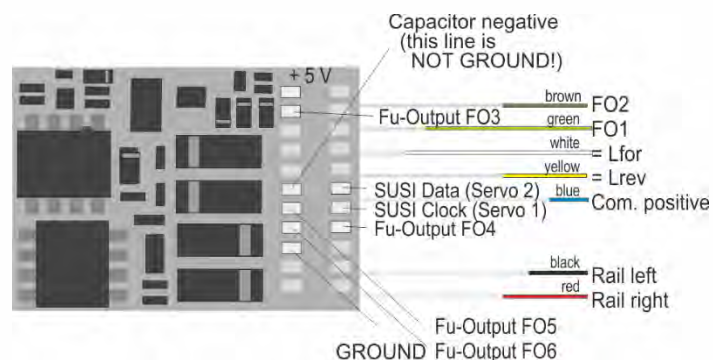 Capacitor negative
(this line is
NOT GROUND!)
+ 5 V
brown
FO2
Fu-Output FO3
green
FO1
white
= Lfor
yellow
= Lrev
SUSI Data (Servo 2)
blue
Com. positive
SUSI Clock (Servo 1)
Fu-Output FO4
black
Rail left
red
Rail right
Fu-Output FO5
GROUND
Fu-Output FO6